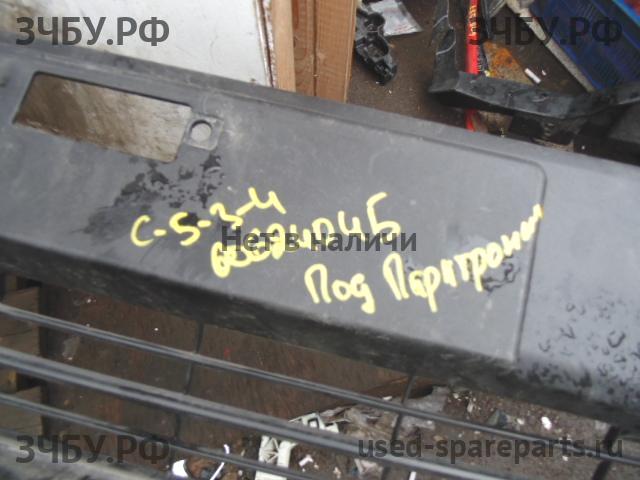 ЗЧБУ.РФ
ЗЧБУ.РФ
С-5-3-4
Нет в наличи
Под Парктроник
ЗЧБУ.РФ
used-spareparts.ru